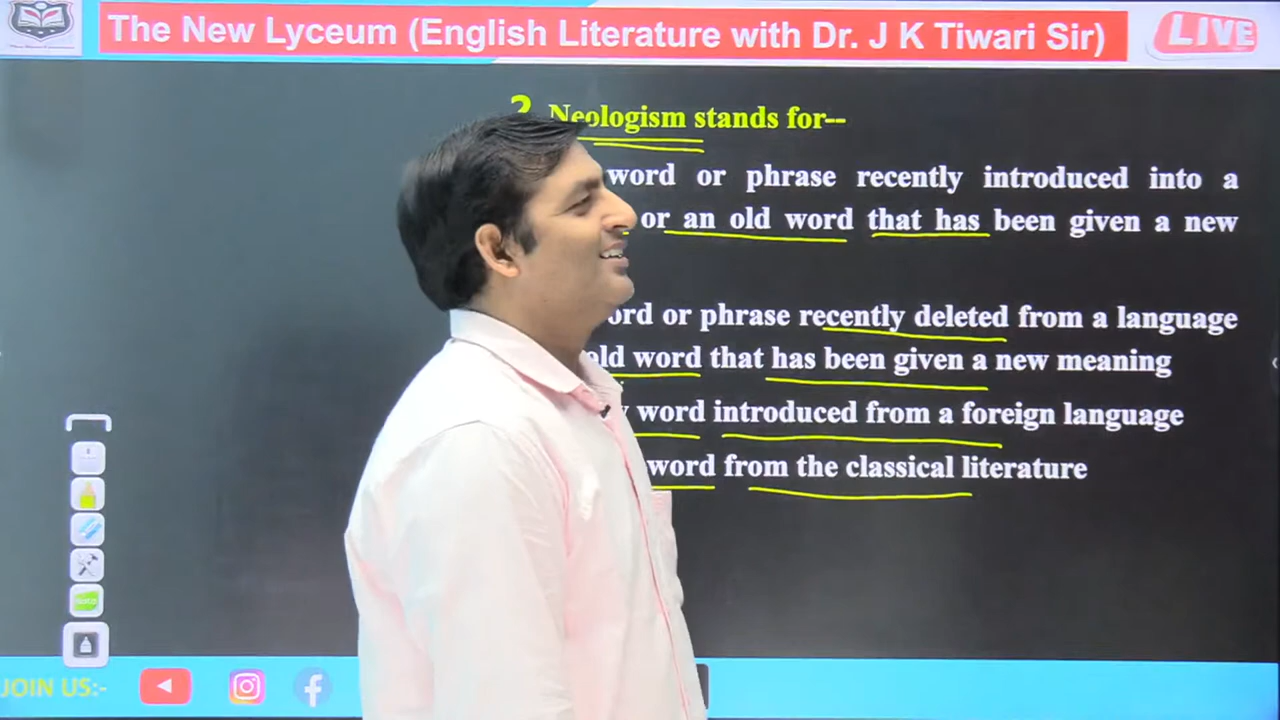 The New Lyceum (English Literature with Dr. J K Tiwari Sir)
LIVE
Neologism stands for--
word or phrase recently introduced into a
or an old word that has been given a new
or phrase recently deleted from a language
word that has been given a new meaning
word introduced from a foreign language
word from the classical literature
JOIN US:-